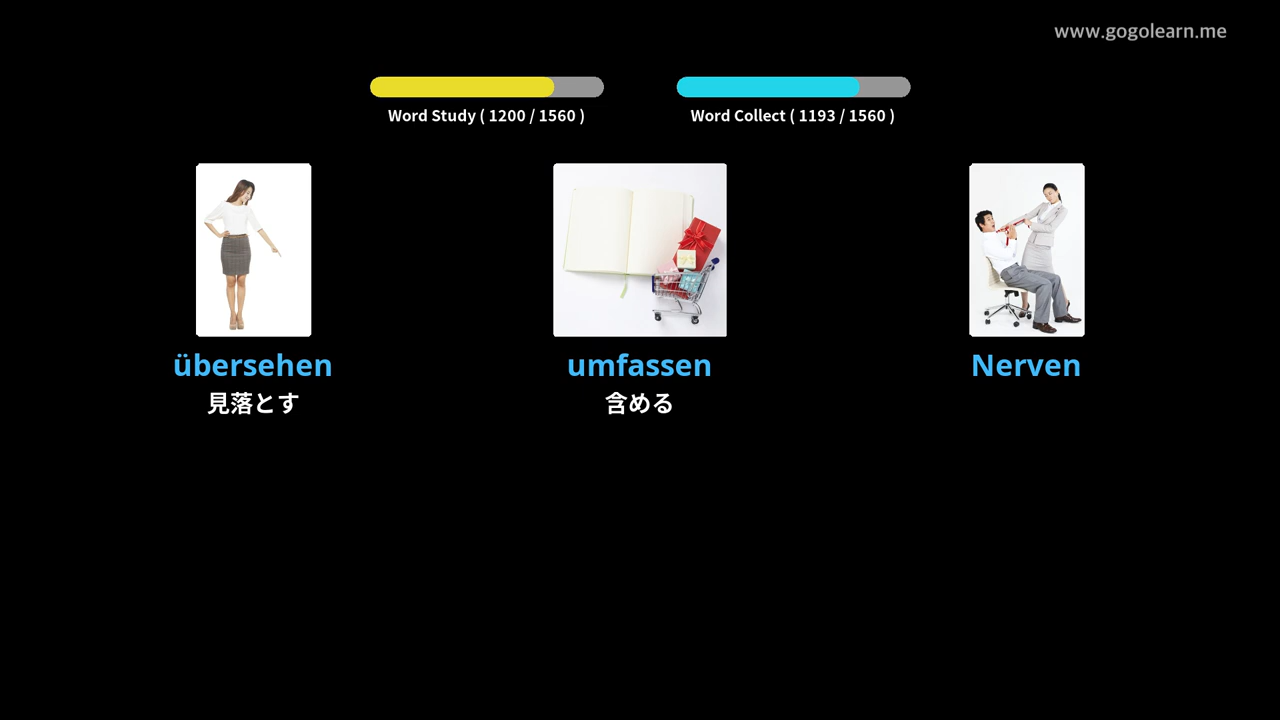 www.gogolearn.me
Word Study ( 1200 / 1560 )
Word Collect ( 1193 / 1560 )
übersehen
見落とす
umfassen
含める
Nerven